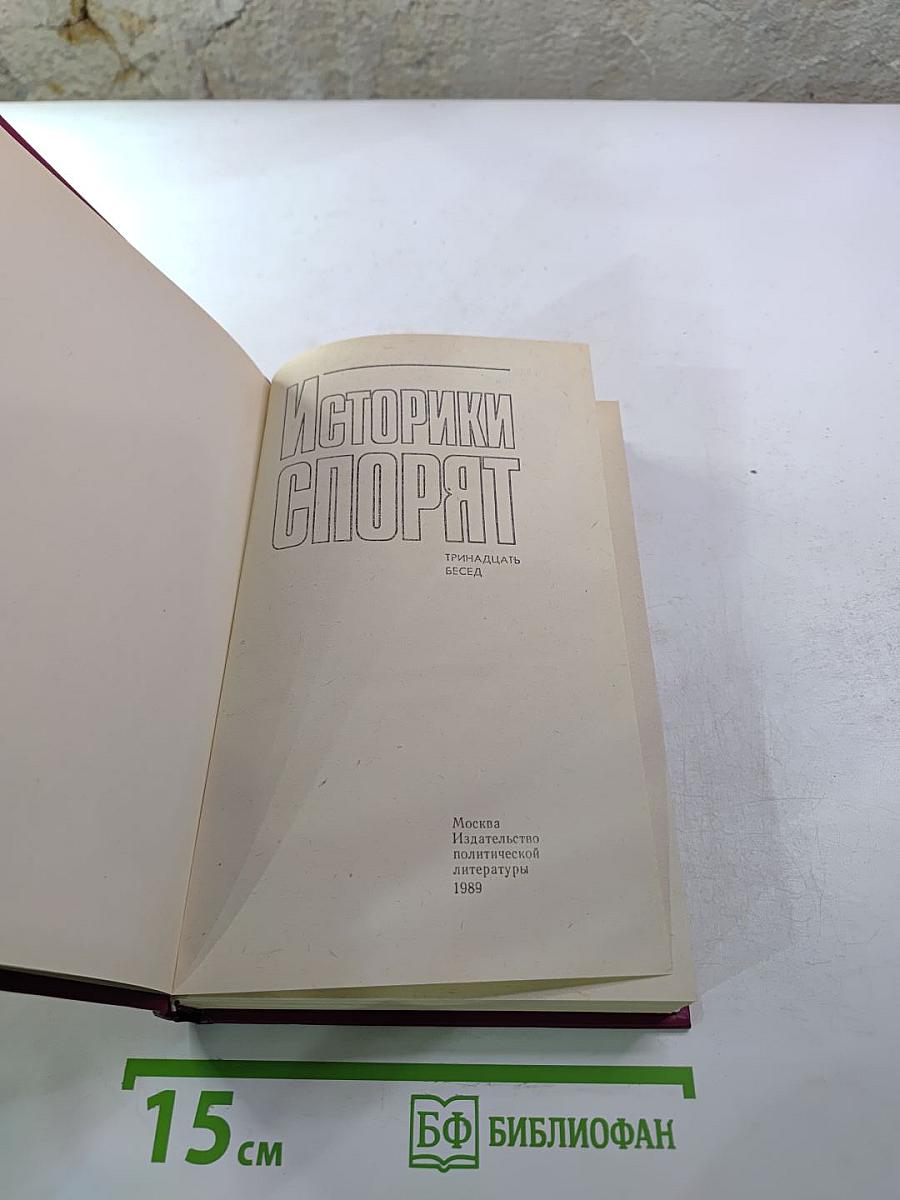 Историки
спорят
ТРИНАДЦАТЬ
БЕСЕД
Москва
Издательство
политической
литературы
1989
15 см
БФ БИБЛИОФАН